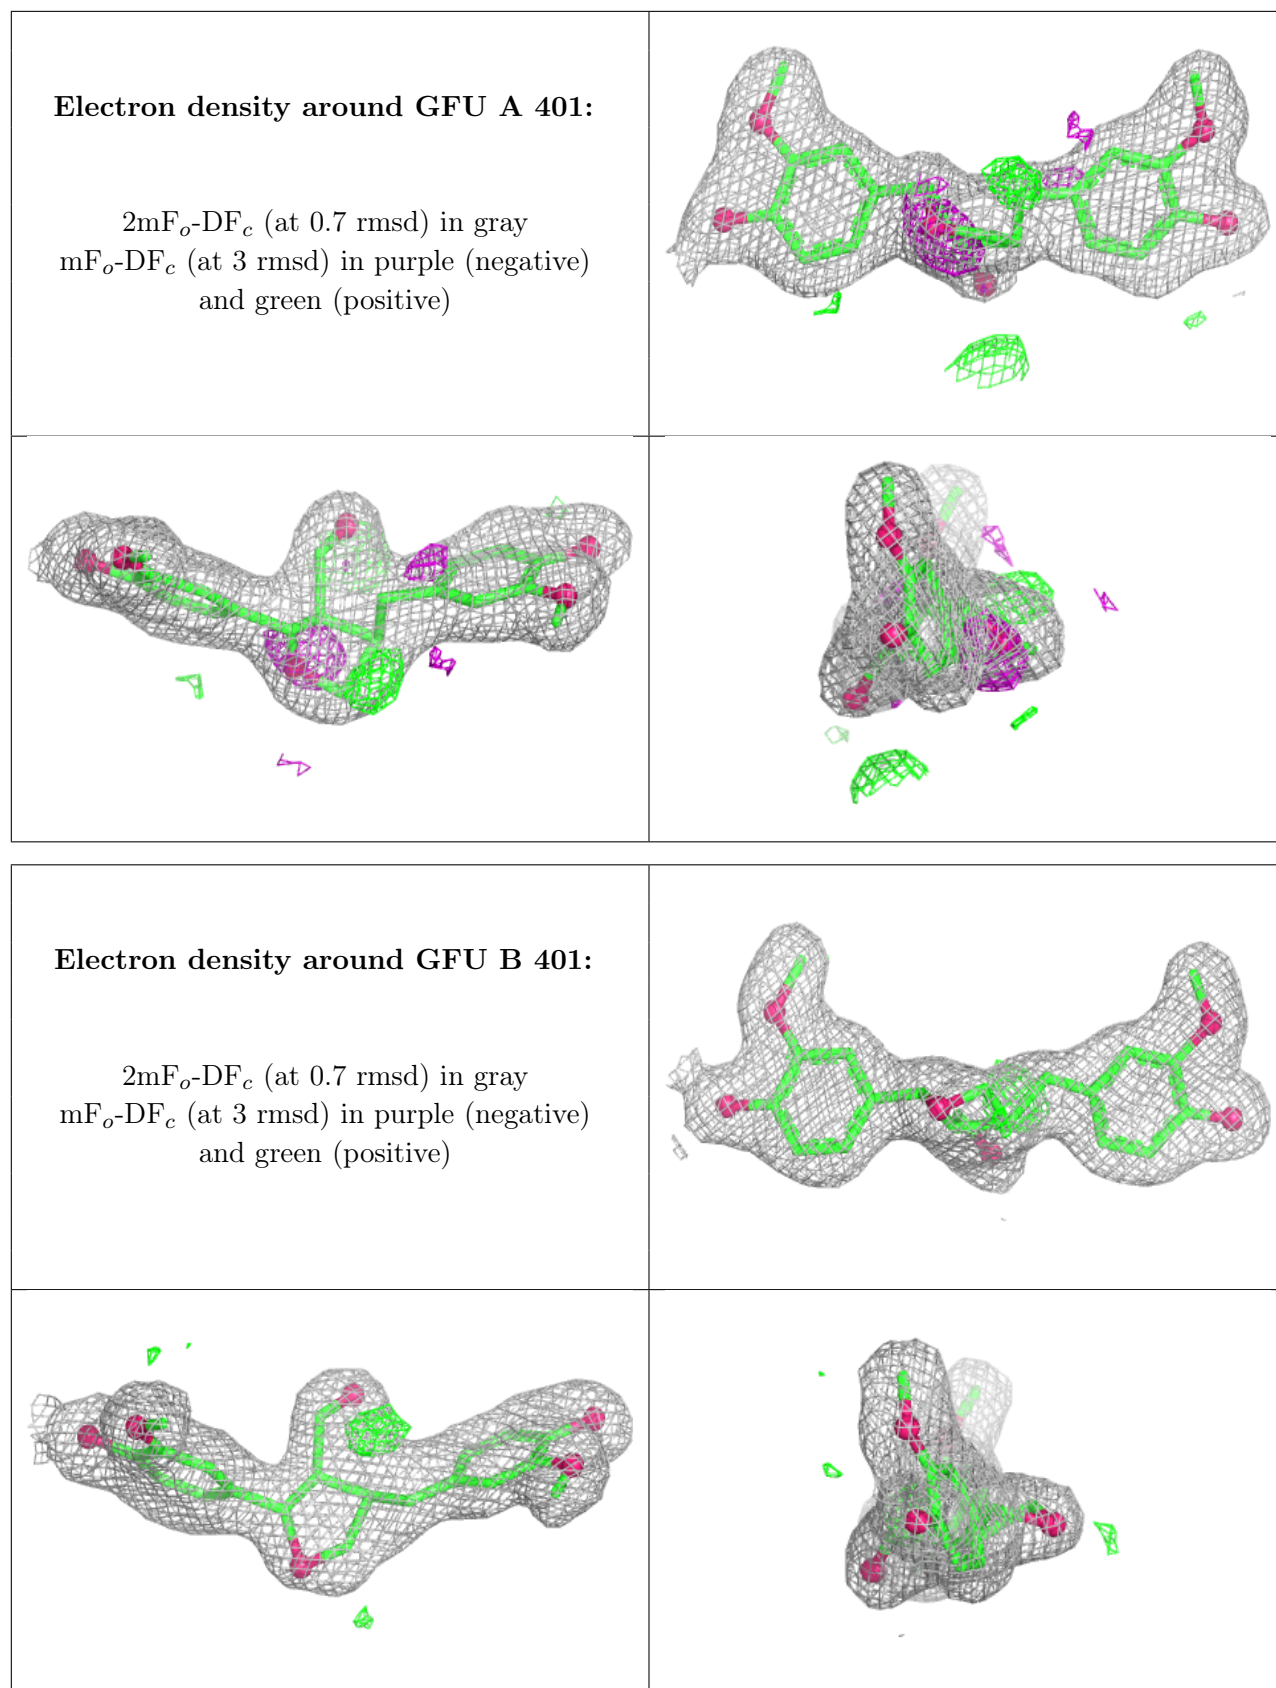 Electron density around GFU A 401:
2mFo-DFc (at 0.7 rmsd) in gray
mFo-DFc (at 3 rmsd) in purple (negative)
and green (positive)
Electron density around GFU B 401:
2mFo-DFc (at 0.7 rmsd) in gray
mFo-DFc (at 3 rmsd) in purple (negative)
and green (positive)